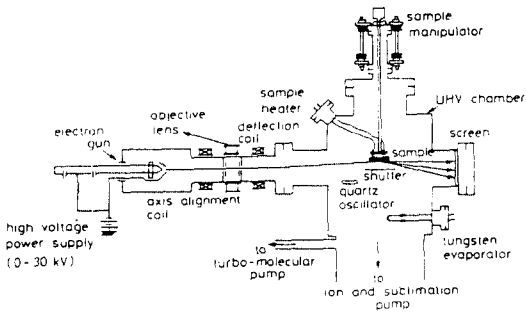 sample
manipulator
sample
heater
UHV chamber
objective
lens
deflection
coil
electron
gun
screen
sample
shutter
quartz
oscillator
axis alignment
coil
high voltage
power supply
(0-30 kV)
to
turbo-molecular
pump
tungsten
evaporator
to
ion and sublimation
pump